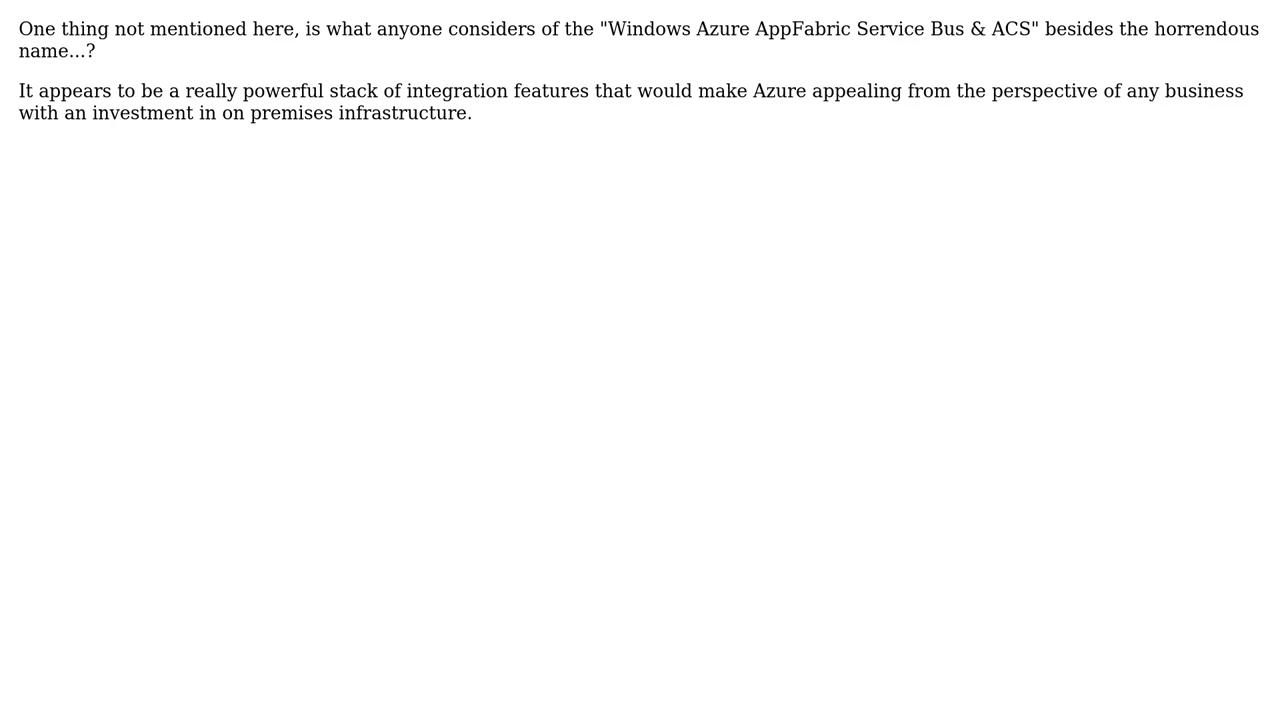 One thing not mentioned here, is what anyone considers of the "Windows Azure AppFabric Service Bus & ACS" besides the horrendous
name...?
It appears to be a really powerful stack of integration features that would make Azure appealing from the perspective of any business
with an investment in on premises infrastructure.